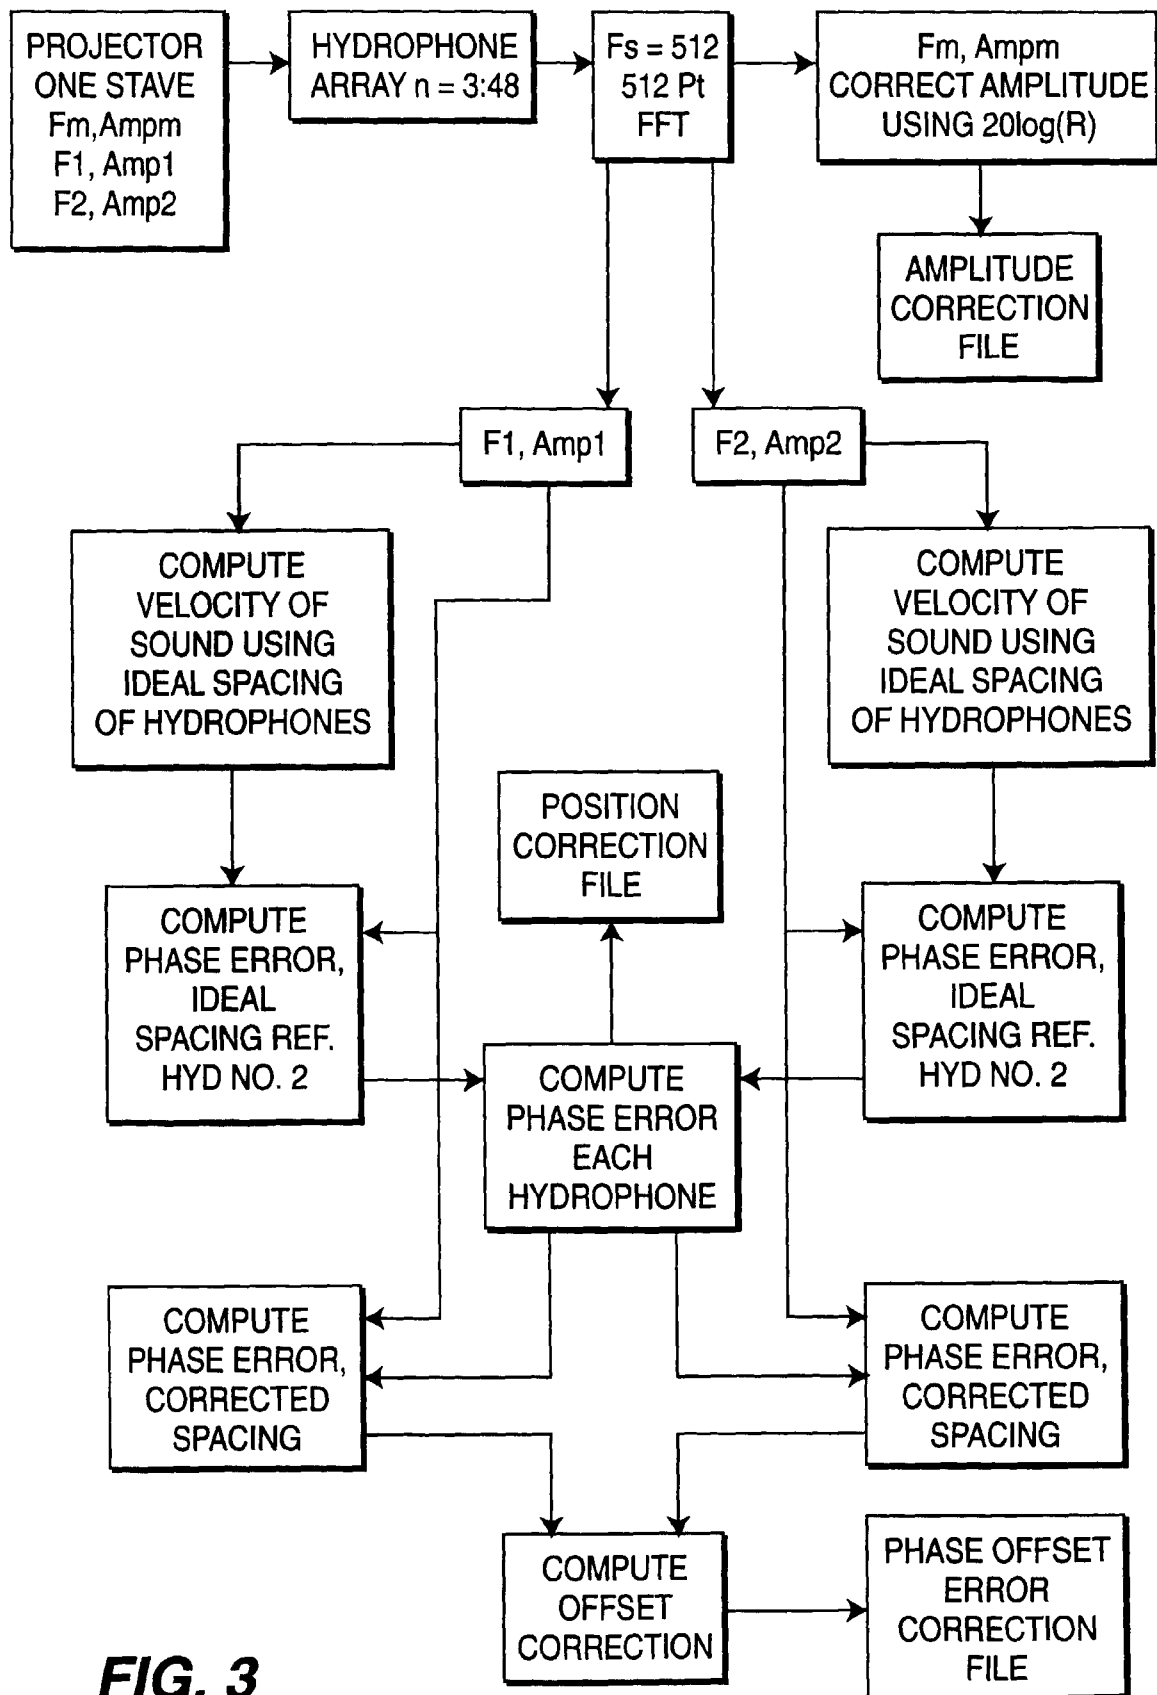 PROJECTOR
ONE STAVE
Fm,Ampm
F1, Amp1
F2, Amp2
HYDROPHONE
ARRAY n = 3:48
Fs = 512
512 Pt
FFT
Fm, Ampm
CORRECT AMPLITUDE
USING 20log(R)
AMPLITUDE
CORRECTION
FILE
F1, Amp1
F2, Amp2
COMPUTE
VELOCITY OF
SOUND USING
IDEAL SPACING
OF HYDROPHONES
COMPUTE
VELOCITY OF
SOUND USING
IDEAL SPACING
OF HYDROPHONES
POSITION
CORRECTION
FILE
COMPUTE
PHASE ERROR,
IDEAL
SPACING REF.
HYD NO. 2
COMPUTE
PHASE ERROR,
IDEAL
SPACING REF.
HYD NO. 2
COMPUTE
PHASE ERROR
EACH
HYDROPHONE
COMPUTE
PHASE ERROR,
CORRECTED
SPACING
COMPUTE
PHASE ERROR,
CORRECTED
SPACING
COMPUTE
OFFSET
CORRECTION
PHASE OFFSET
ERROR
CORRECTION
FILE
FIG. 3